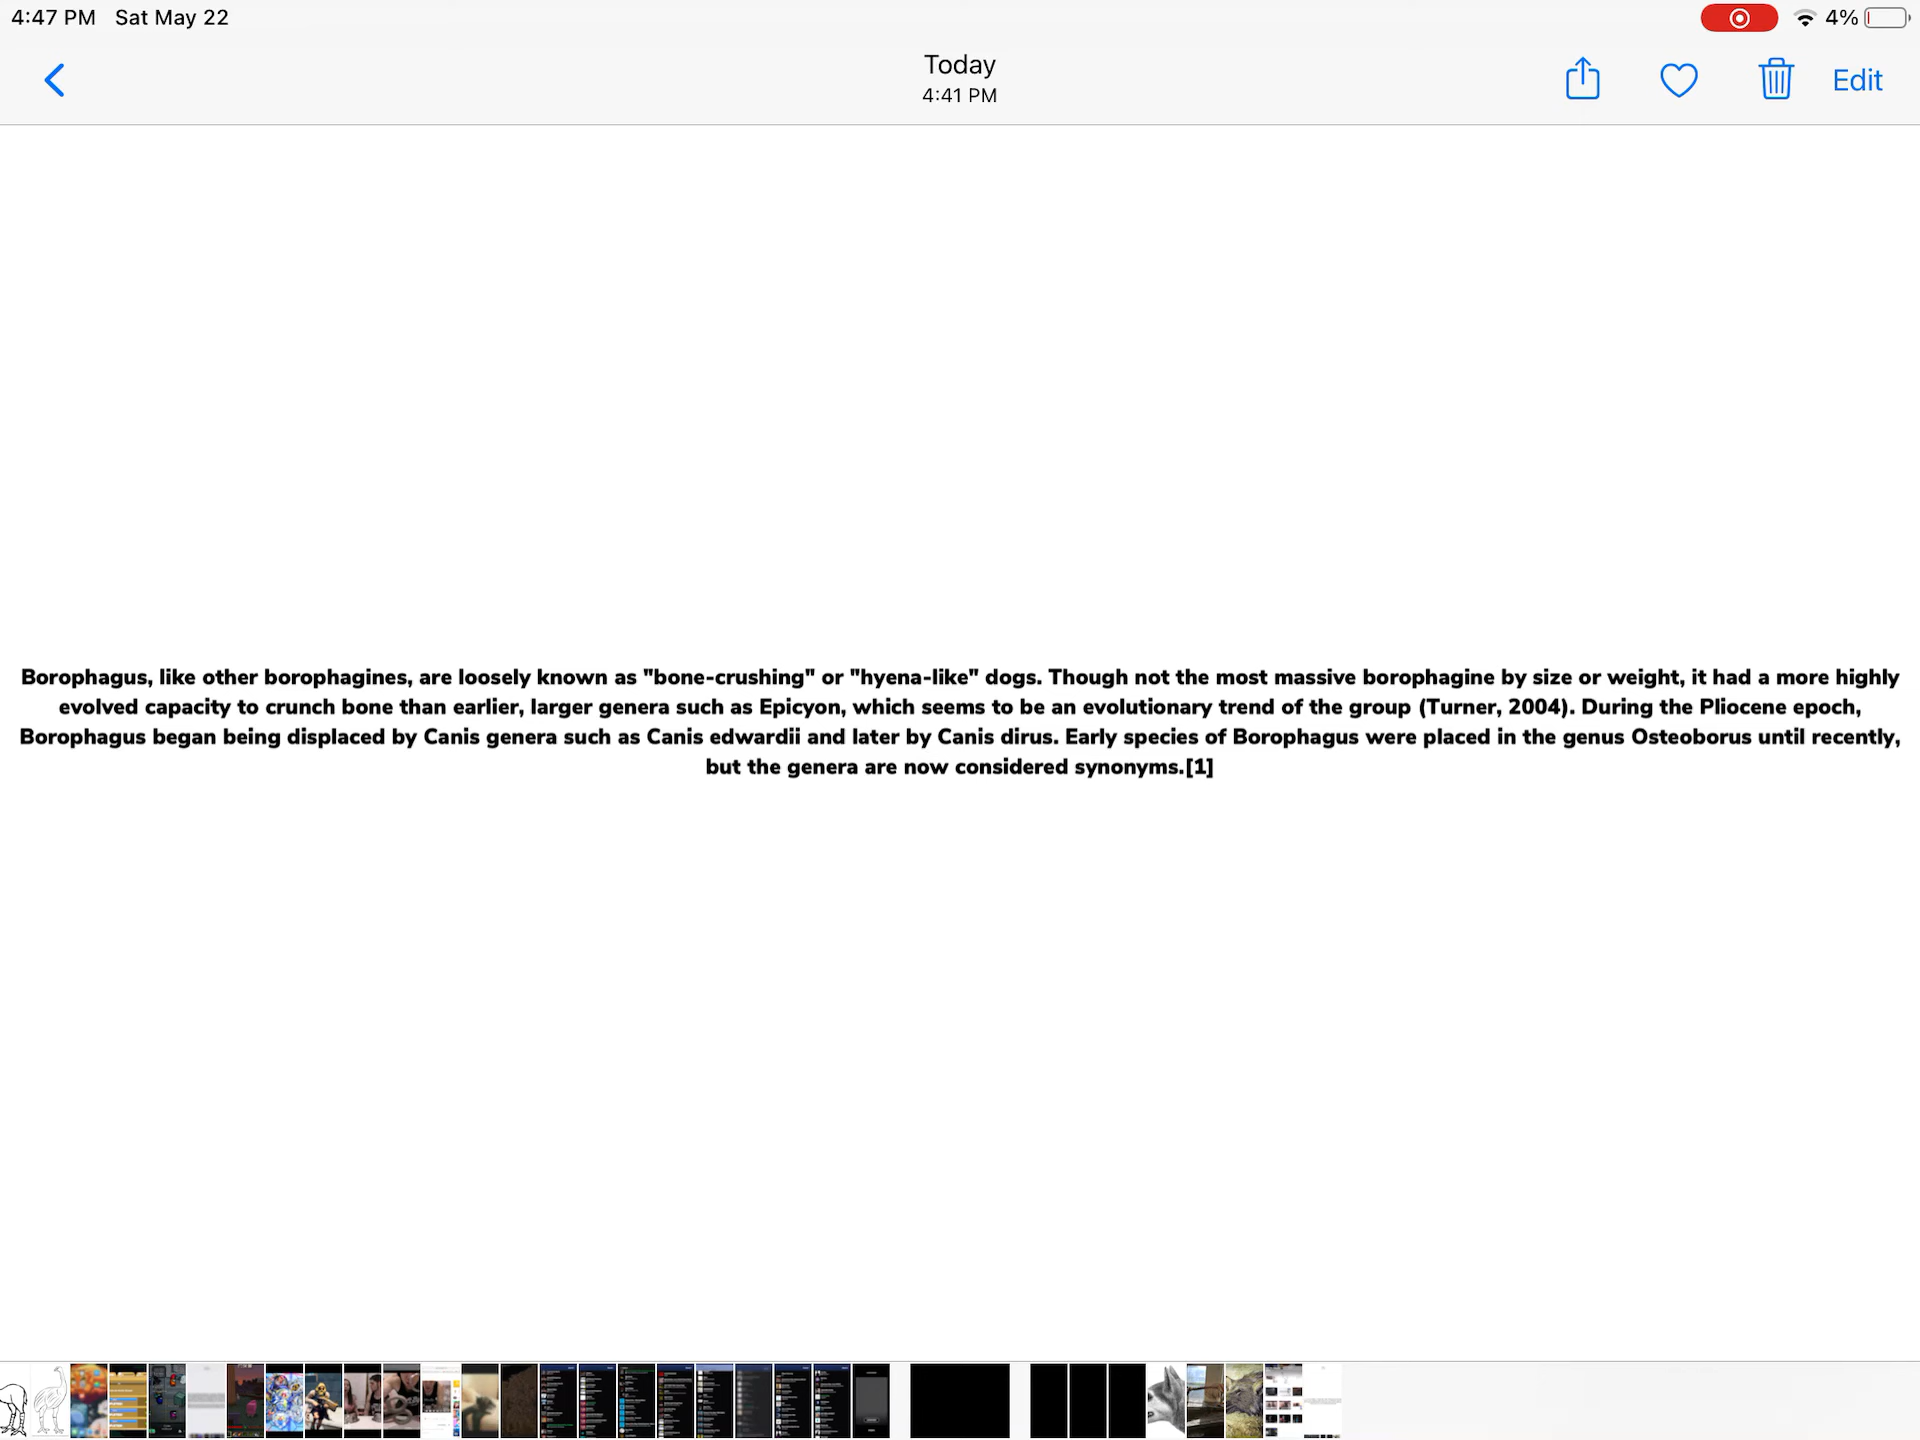 4:47 PM Sat May 22
4%
Today
4:41 PM
Edit
Borophagus, like other borophagines, are loosely known as "bone-crushing" or "hyena-like" dogs. Though not the most massive borophagine by size or weight, it had a more highly
evolved capacity to crunch bone than earlier, larger genera such as Epicyon, which seems to be an evolutionary trend of the group (Turner, 2004). During the Pliocene epoch,
Borophagus began being displaced by Canis genera such as Canis edwardii and later by Canis dirus. Early species of Borophagus were placed in the genus Osteoborus until recently,
but the genera are now considered synonyms.[1]